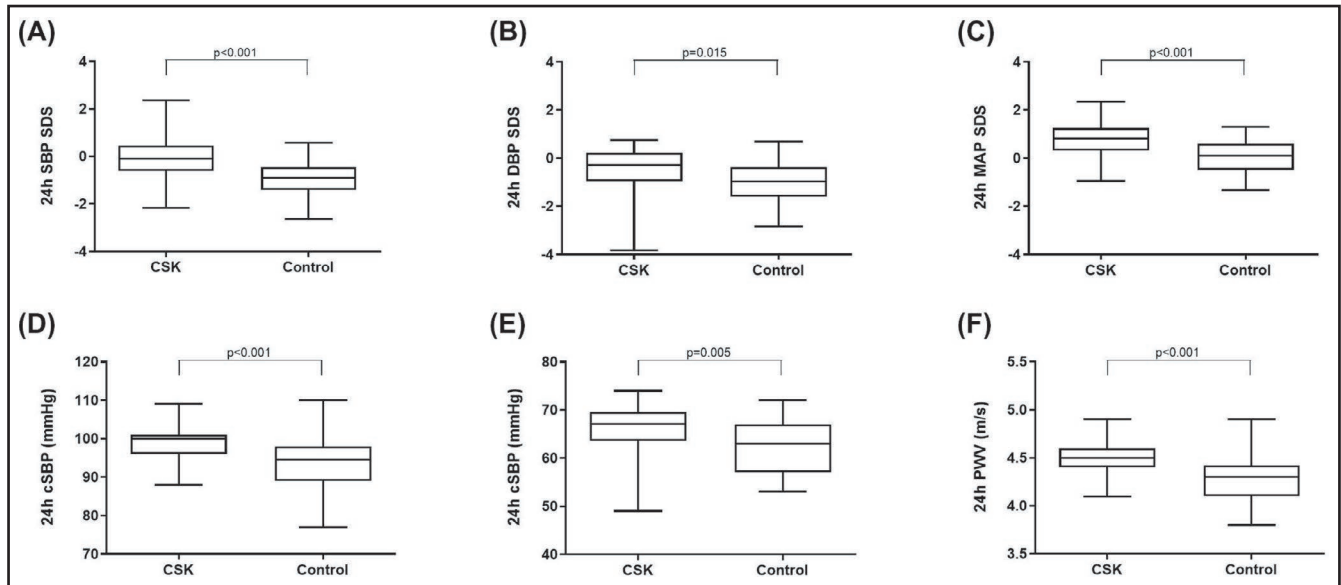 (A)
p<0.001
24h SBP SDS
4
2
0
-2
-4
CSK Control
(B)
p=0.015
24h DBP SDS
4
2
0
-2
-4
CSK Control
(C)
p<0.001
24h MAP SDS
4
2
0
-2
-4
CSK Control
(D)
p<0.001
24h cSBP (mmHg)
120
110
100
90
80
70
CSK Control
(E)
p=0.005
24h cSBP (mmHg)
80
70
60
50
40
CSK Control
(F)
p<0.001
24h PWV (m/s)
5.5
5.0
4.5
4.0
3.5
CSK Control